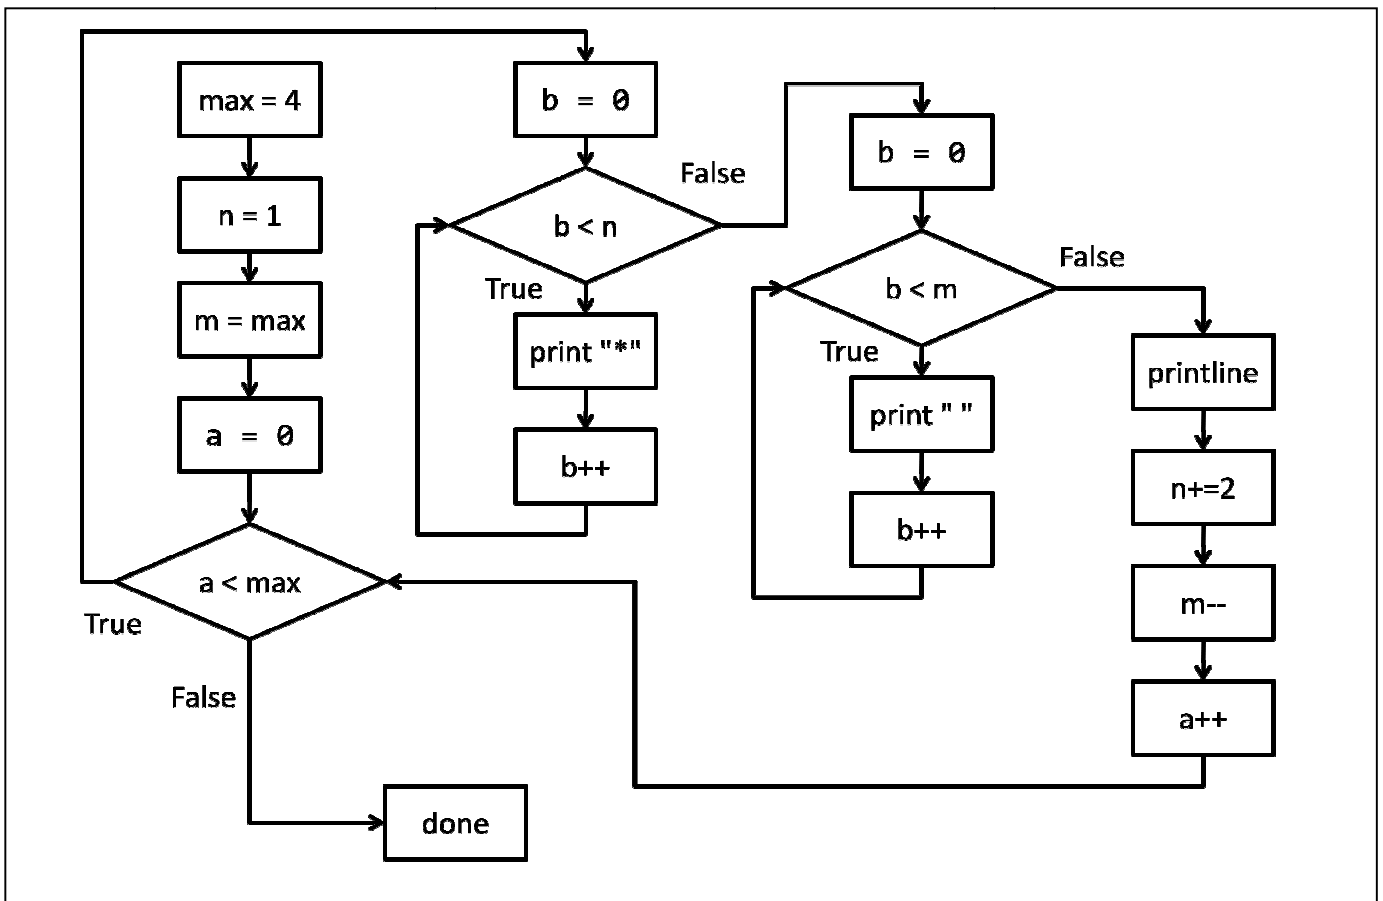 max = 4
n = 1
m = max
a = 0
a < max
True
False
done
b = 0
b < n
False
True
print "*"
b++
b = 0
b < m
False
True
print " "
b++
printline
n+=2
m--
a++